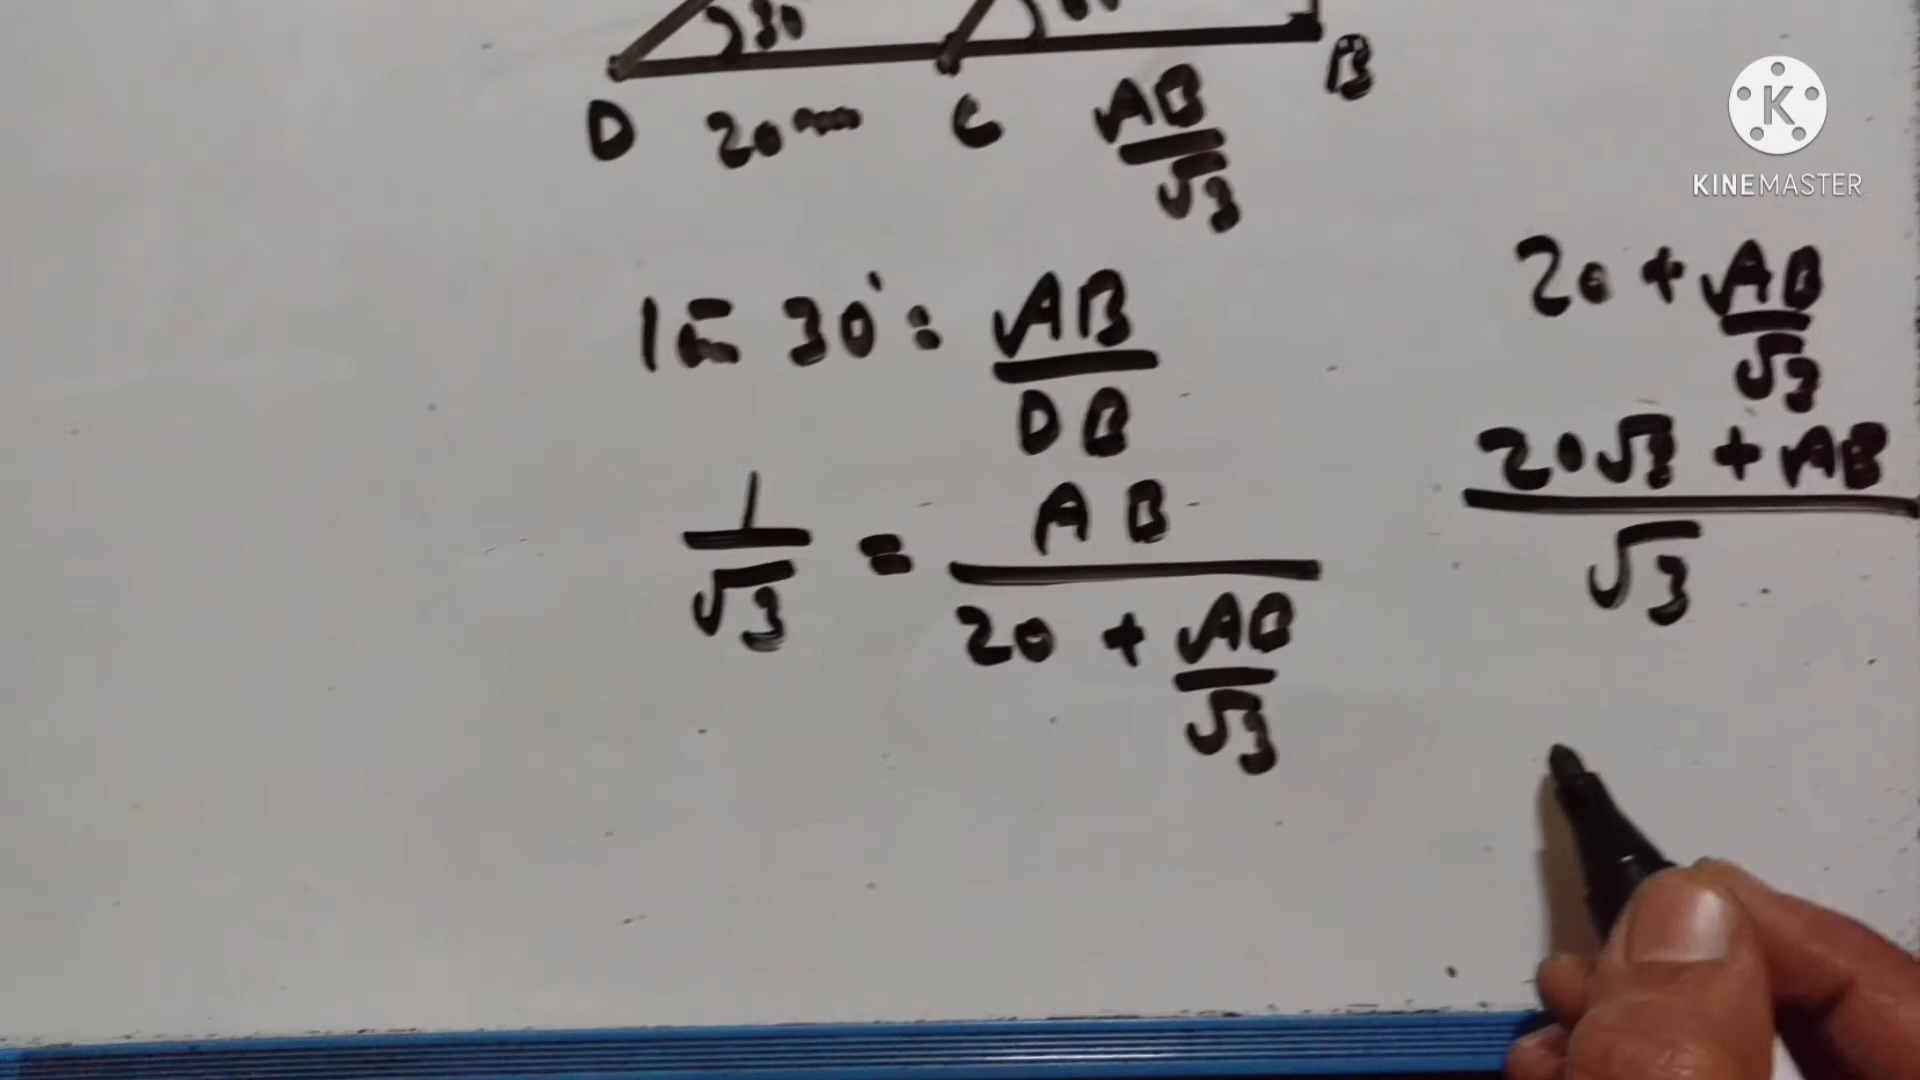 30
60
D 20m C AB/√3 B
K
KINEMASTER
tan 30° = AB/DB
1/√3 = AB/(20 + AB/√3)
20 + AB/√3
(20√3 + AB)/√3